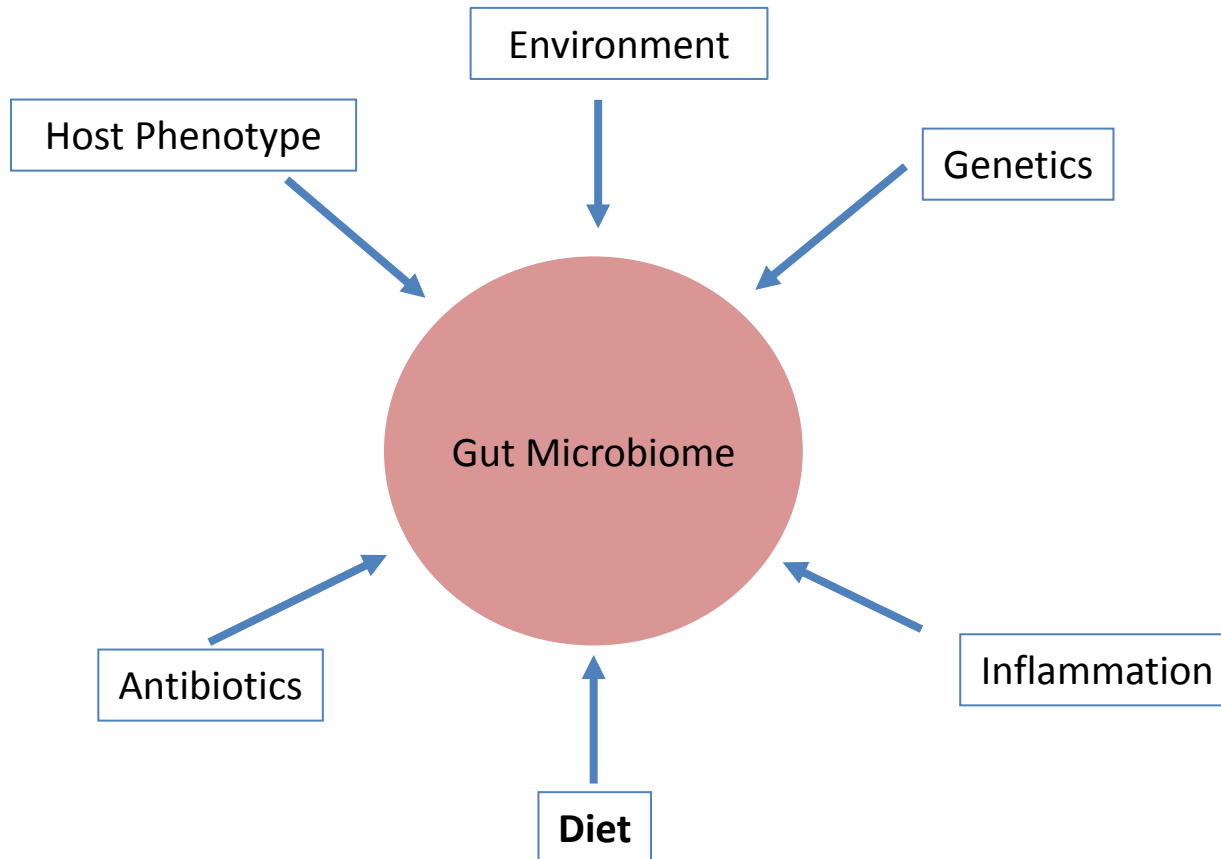 Environment
Host Phenotype
Genetics
Gut Microbiome
Antibiotics
Inflammation
Diet